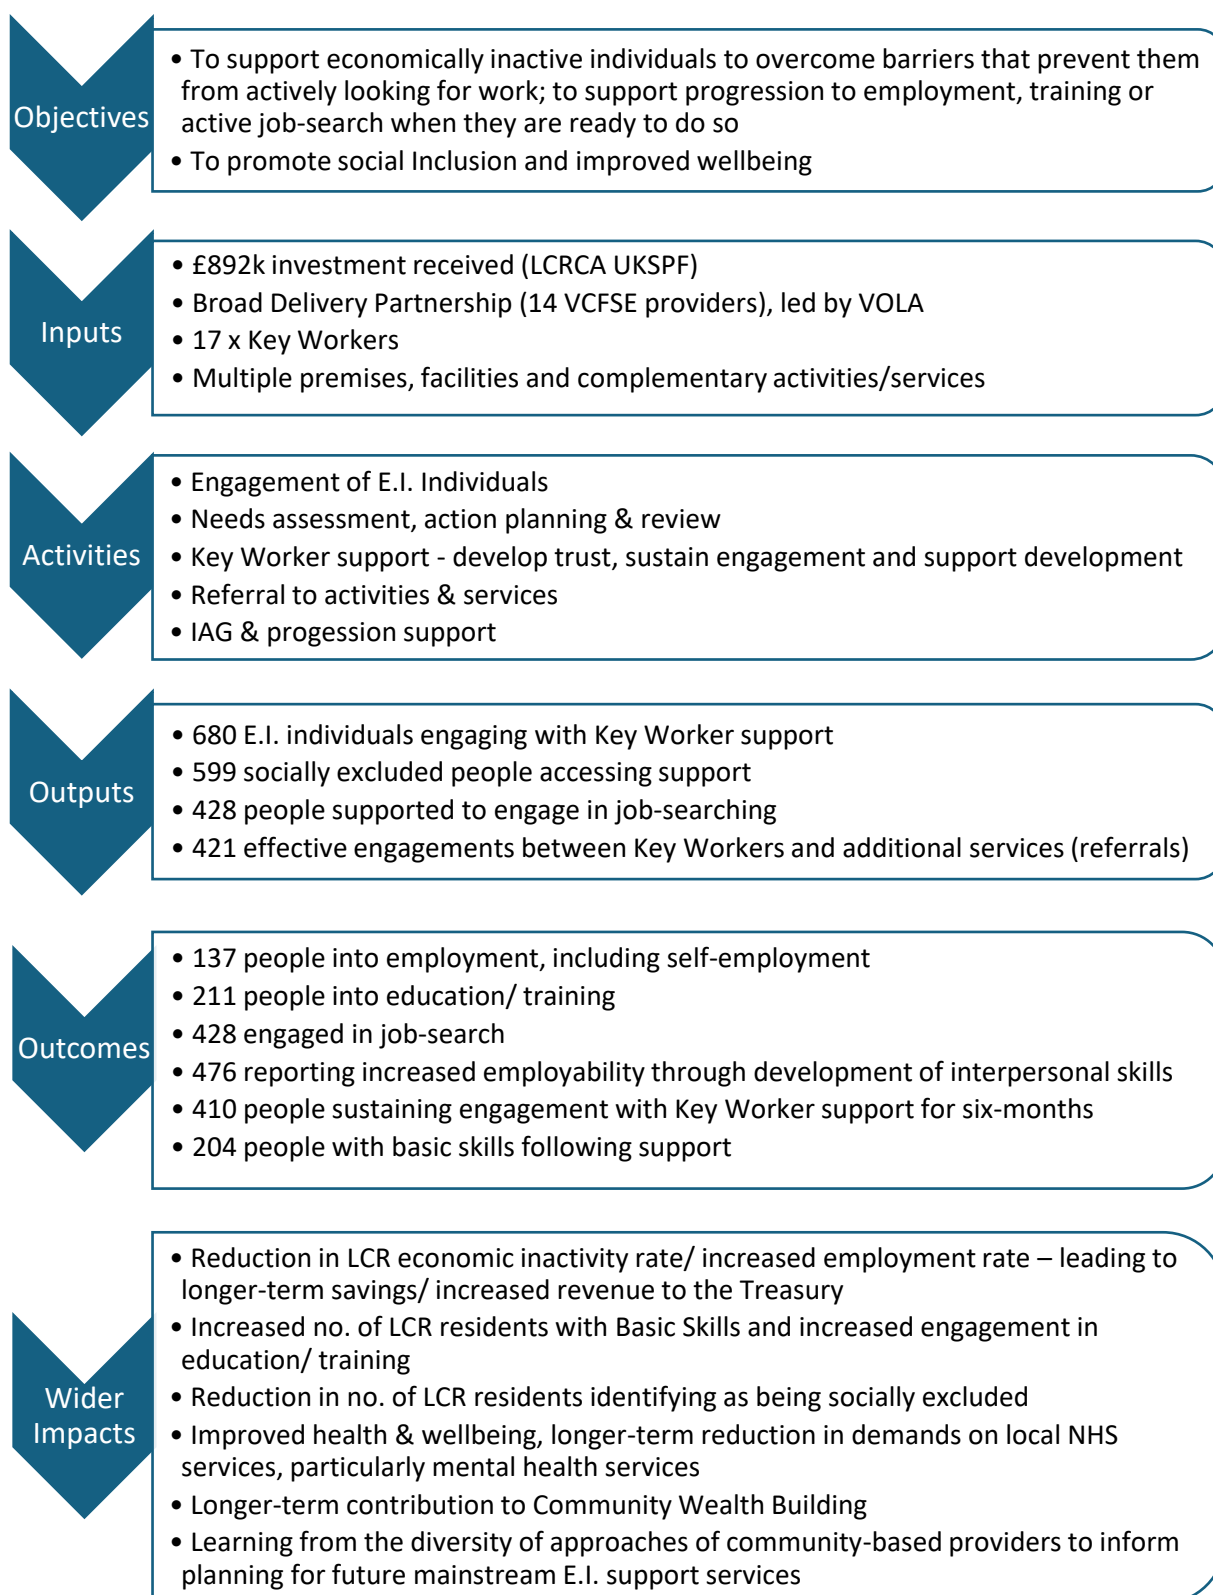 Objectives
• To support economically inactive individuals to overcome barriers that prevent them
from actively looking for work; to support progression to employment, training or
active job-search when they are ready to do so
• To promote social Inclusion and improved wellbeing
Inputs
• £892k investment received (LCRCA UKSPF)
• Broad Delivery Partnership (14 VCFSE providers), led by VOLA
• 17 x Key Workers
• Multiple premises, facilities and complementary activities/services
Activities
• Engagement of E.I. Individuals
• Needs assessment, action planning & review
• Key Worker support - develop trust, sustain engagement and support development
• Referral to activities & services
• IAG & progession support
Outputs
• 680 E.I. individuals engaging with Key Worker support
• 599 socially excluded people accessing support
• 428 people supported to engage in job-searching
• 421 effective engagements between Key Workers and additional services (referrals)
Outcomes
• 137 people into employment, including self-employment
• 211 people into education/ training
• 428 engaged in job-search
• 476 reporting increased employability through development of interpersonal skills
• 410 people sustaining engagement with Key Worker support for six-months
• 204 people with basic skills following support
Wider
Impacts
• Reduction in LCR economic inactivity rate/ increased employment rate – leading to
longer-term savings/ increased revenue to the Treasury
• Increased no. of LCR residents with Basic Skills and increased engagement in
education/ training
• Reduction in no. of LCR residents identifying as being socially excluded
• Improved health & wellbeing, longer-term reduction in demands on local NHS
services, particularly mental health services
• Longer-term contribution to Community Wealth Building
• Learning from the diversity of approaches of community-based providers to inform
planning for future mainstream E.I. support services